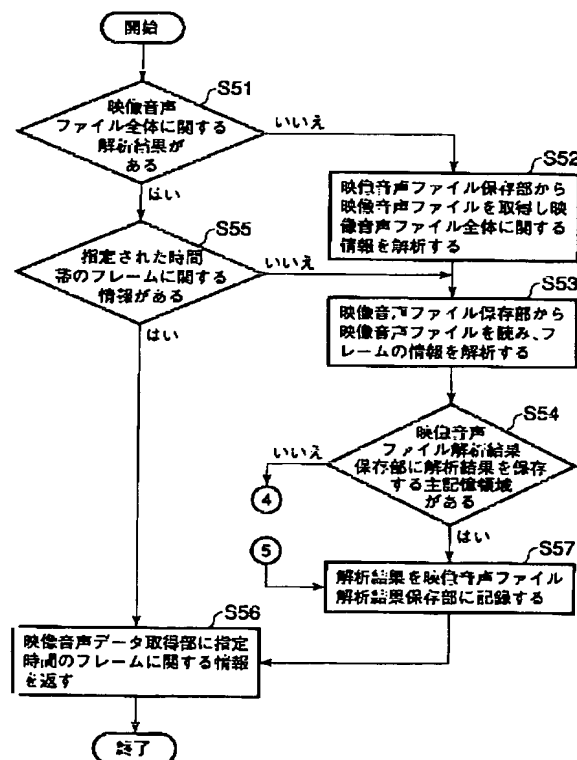 開始
S51
映像音声
ファイル全体に関する
解析結果が
ある
いいえ
はい
S52
映像音声ファイル保存部から
映像音声ファイルを取得し映
像音声ファイル全体に関する
情報を解析する
S55
指定された時間
帯のフレームに関する
情報がある
いいえ
はい
S53
映像音声ファイル保存部から
映像音声ファイルを読み、フ
レームの情報を解析する
S54
映像音声
ファイル解析結果
保存部に解析結果を保存
する主記憶領域
がある
いいえ
④
はい
⑤
S57
解析結果を映像音声ファイル
解析結果保存部に記録する
S56
映像音声データ取得部に指定
時間のフレームに関する情報
を返す
終了